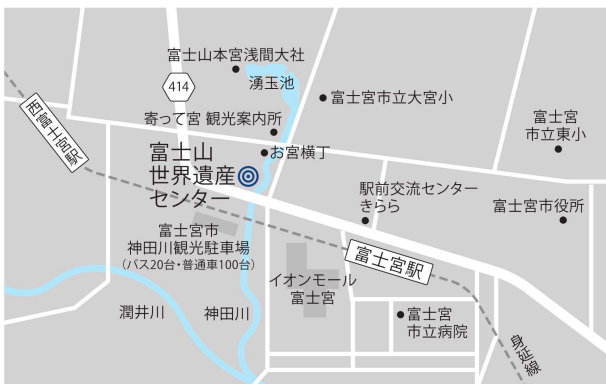 富士山本宮浅間大社
湧玉池
414
富士宮市立大宮小
寄って宮 観光案内所
富士宮
市立東小
西富士宮駅
お宮横丁
富士山
世界遺産
センター
駅前交流センター
きらら
富士宮市役所
富士宮市
神田川観光駐車場
(バス20台・普通車100台)
富士宮駅
イオンモール
富士宮
潤井川
神田川
富士宮
市立病院
身延線